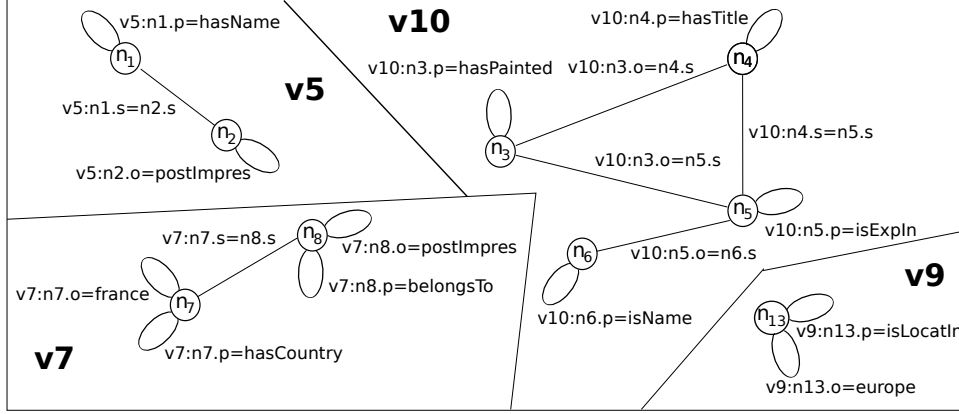 v5:n1.p=hasName
n1
v5
v5:n1.s=n2.s
n2
v5:n2.o=postImpres
v10
v10:n4.p=hasTitle
n4
v10:n3.p=hasPainted
v10:n3.o=n4.s
n3
v10:n4.s=n5.s
v10:n3.o=n5.s
n5
v10:n5.p=isExpIn
n6
v10:n5.o=n6.s
v10:n6.p=isName
v7:n7.s=n8.s
n8
v7:n8.o=postImpres
v7:n8.p=belongsTo
v7:n7.o=france
n7
v7:n7.p=hasCountry
v7
v9
n13
v9:n13.p=isLocatIn
v9:n13.o=europe